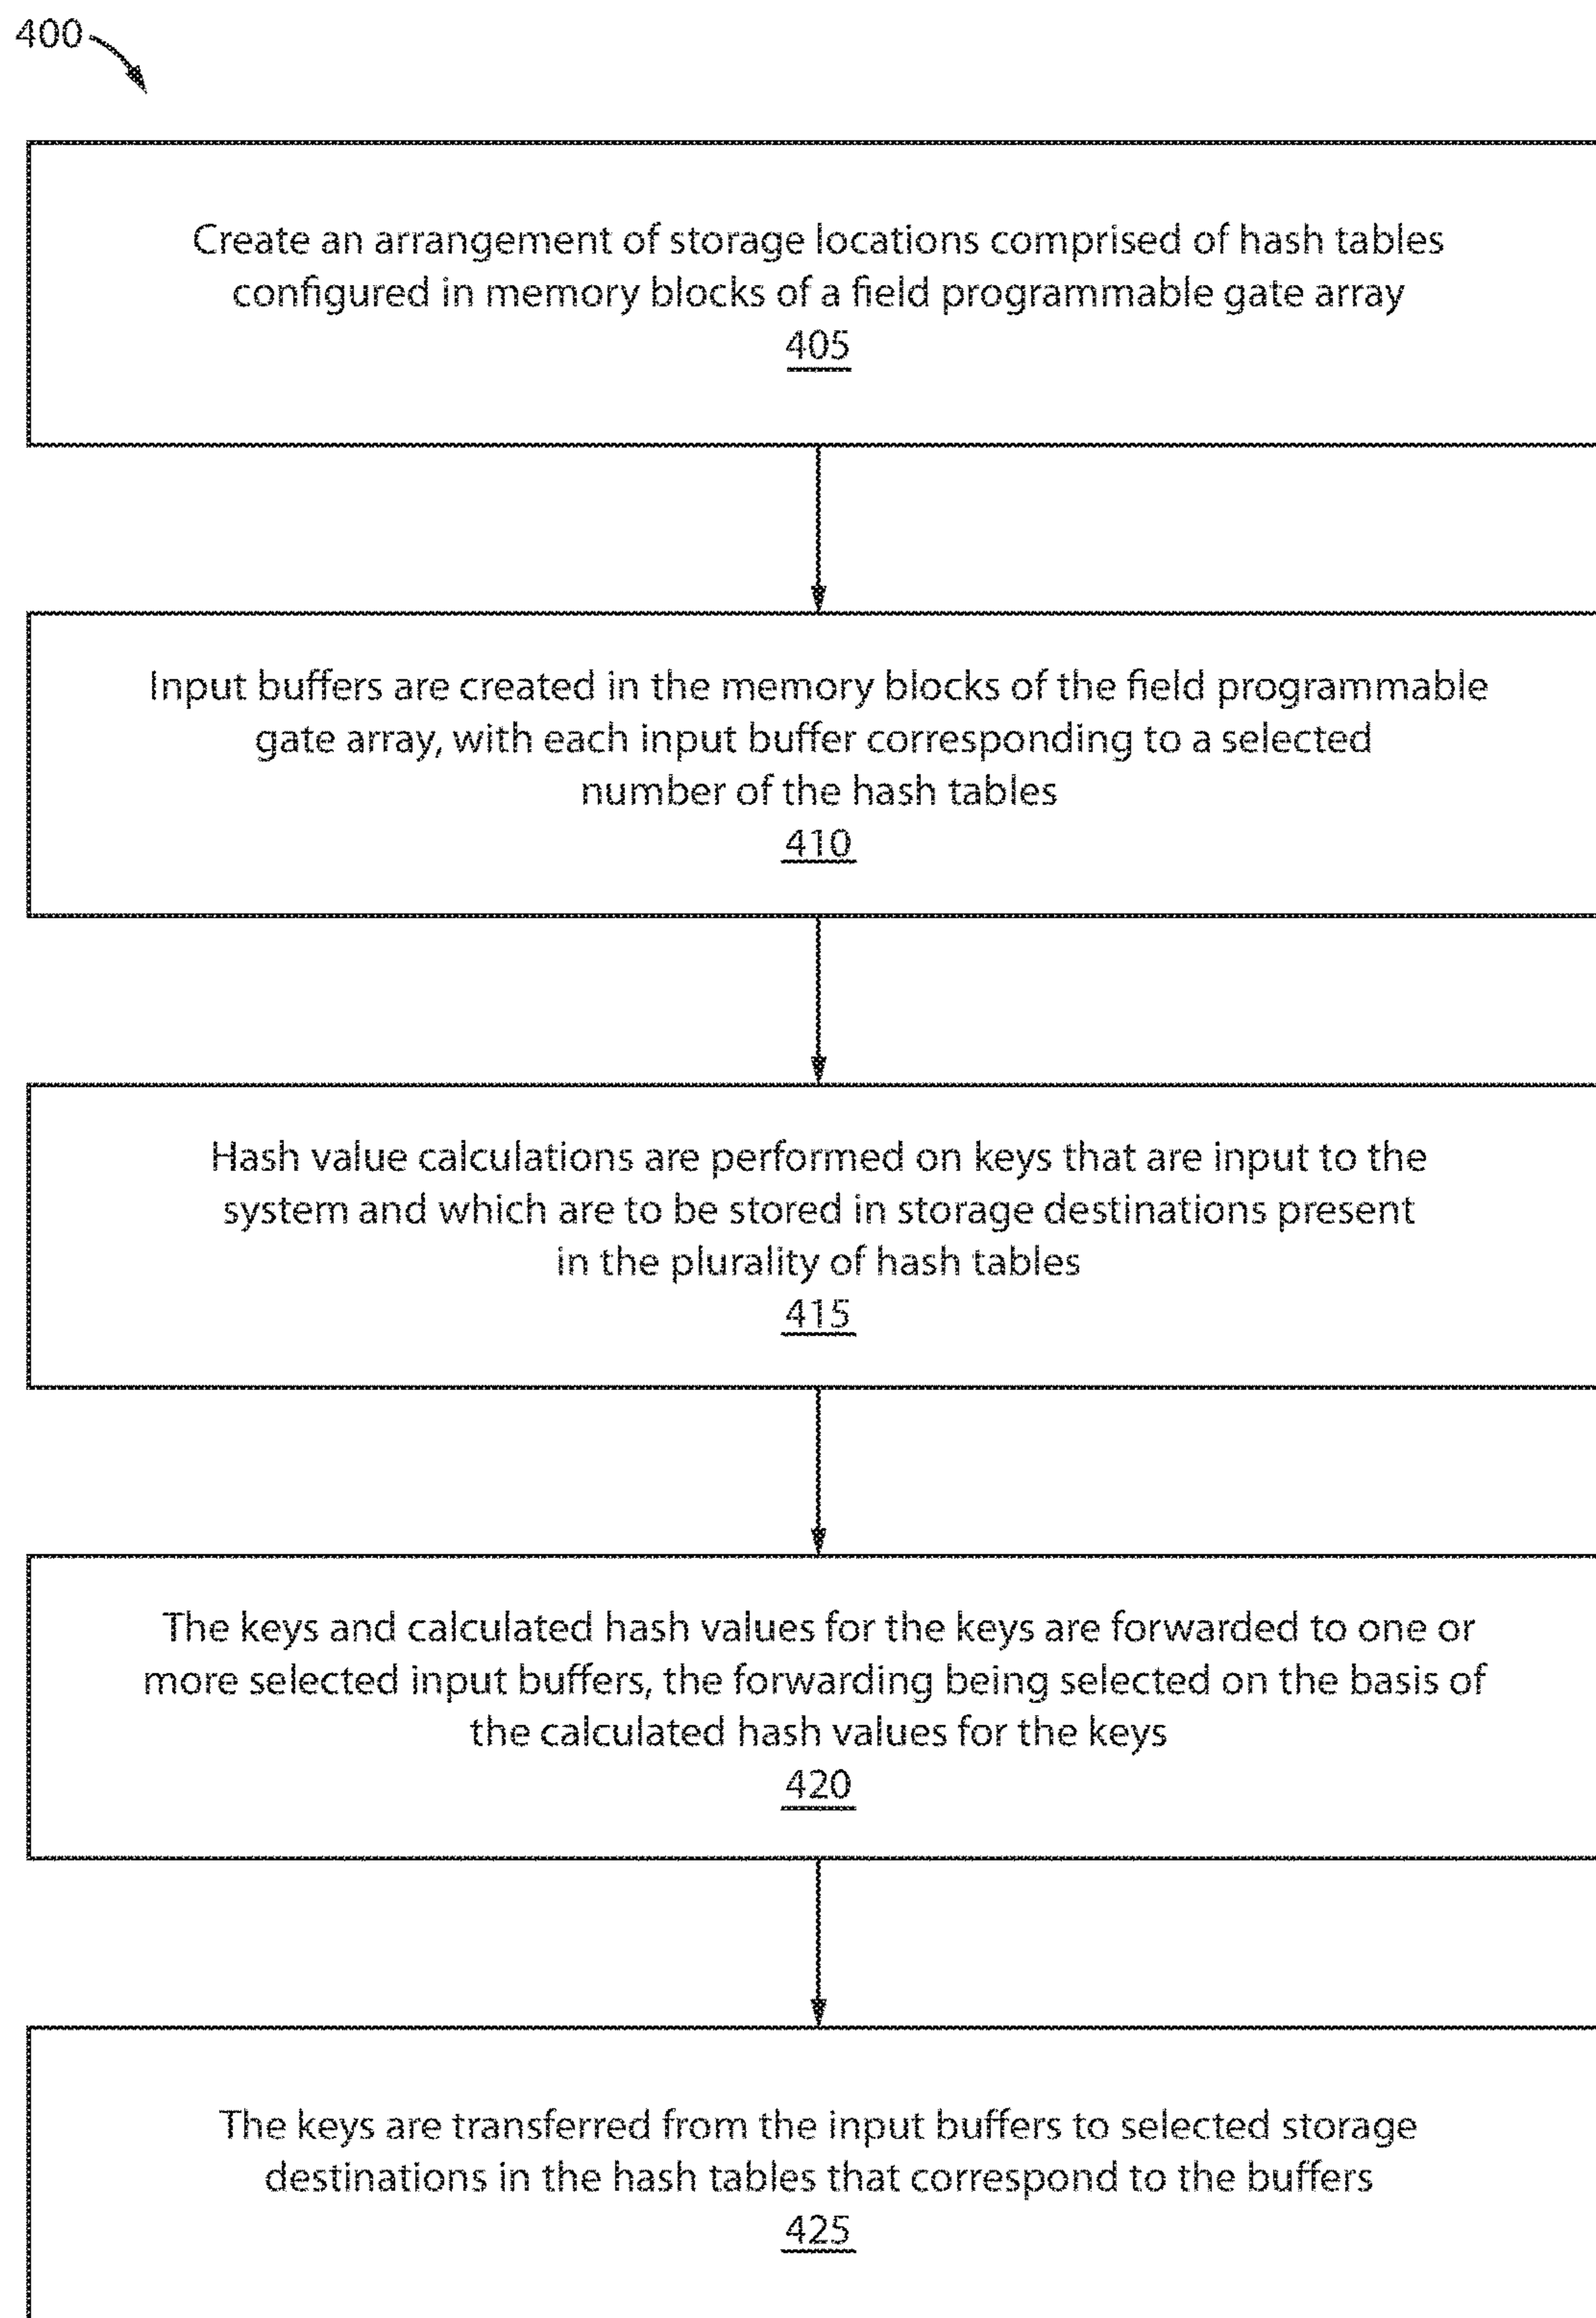 400
Create an arrangement of storage locations comprised of hash tables
configured in memory blocks of a field programmable gate array
405
Input buffers are created in the memory blocks of the field programmable
gate array, with each input buffer corresponding to a selected
number of the hash tables
410
Hash value calculations are performed on keys that are input to the
system and which are to be stored in storage destinations present
in the plurality of hash tables
415
The keys and calculated hash values for the keys are forwarded to one or
more selected input buffers, the forwarding being selected on the basis of
the calculated hash values for the keys
420
The keys are transferred from the input buffers to selected storage
destinations in the hash tables that correspond to the buffers
425